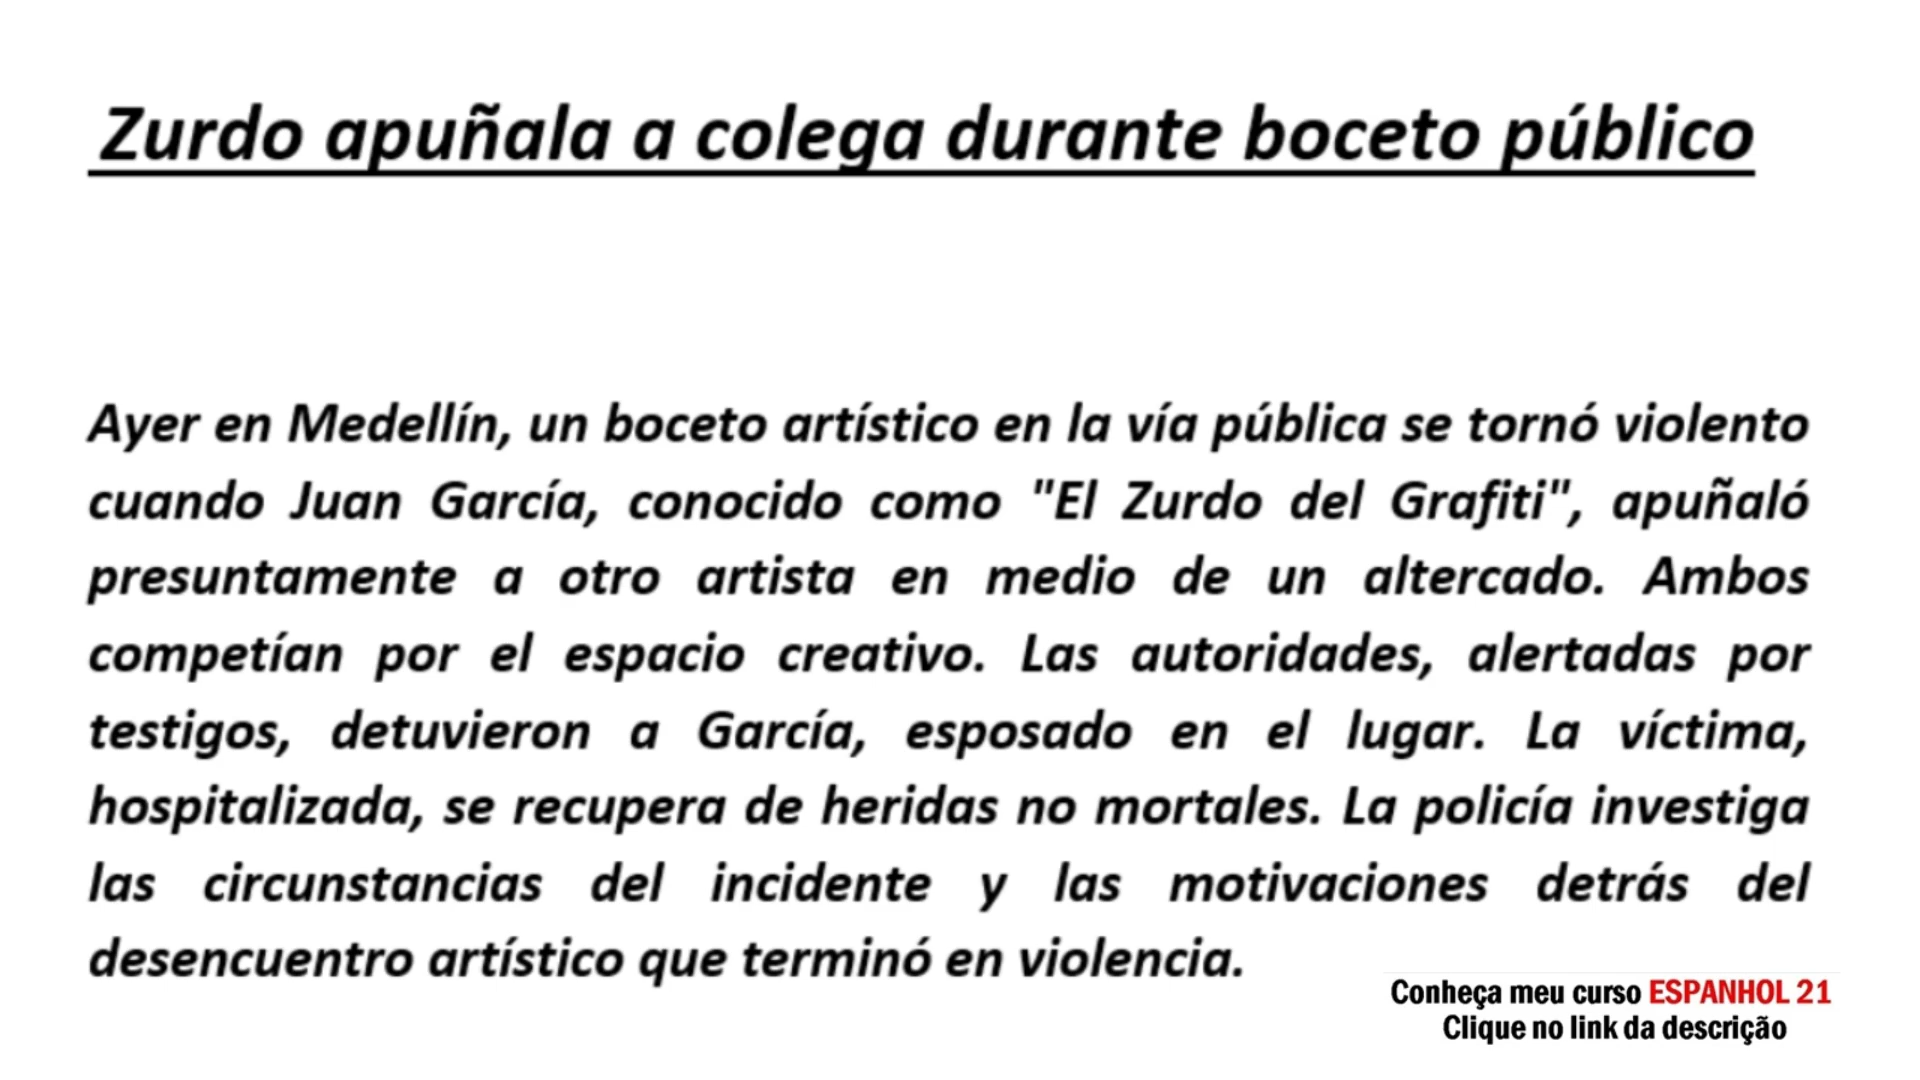 Zurdo apuñala a colega durante boceto público
Ayer en Medellín, un boceto artístico en la vía pública se tornó violento
cuando Juan García, conocido como "El Zurdo del Grafiti", apuñaló
presuntamente a otro artista en medio de un altercado. Ambos
competían por el espacio creativo. Las autoridades, alertadas por
testigos, detuvieron a García, esposado en el lugar. La víctima,
hospitalizada, se recupera de heridas no mortales. La policía investiga
las circunstancias del incidente y las motivaciones detrás del
desencuentro artístico que terminó en violencia.
Conheça meu curso ESPANHOL 21
Clique no link da descrição